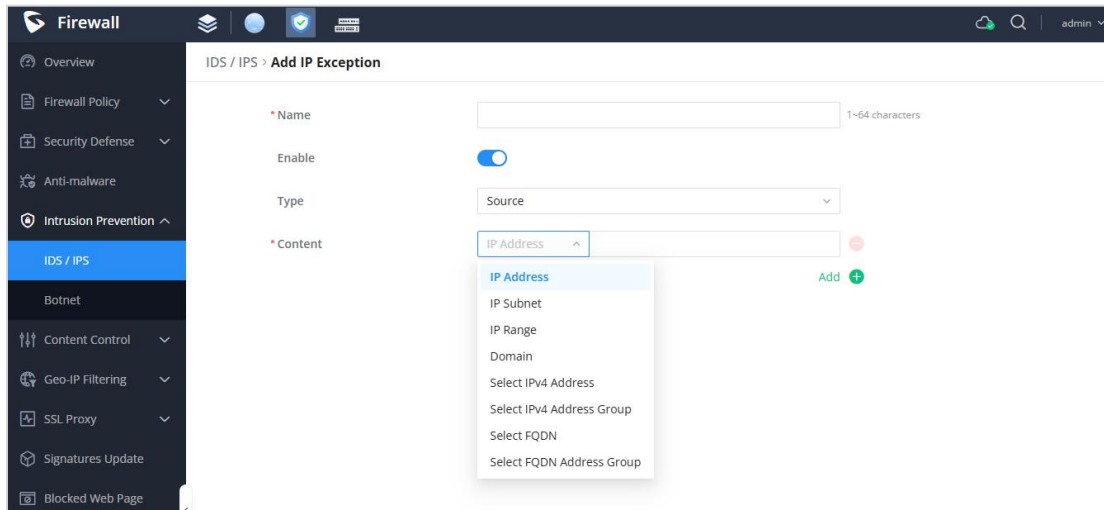 Firewall
admin
Overview
IDS / IPS > Add IP Exception
Firewall Policy
* Name
1~64 characters
Security Defense
Enable
Anti-malware
Type
Source
Intrusion Prevention
* Content
IP Address
IDS / IPS
IP Address
Add
Botnet
IP Subnet
IP Range
Content Control
Domain
Geo-IP Filtering
Select IPv4 Address
Select IPv4 Address Group
SSL Proxy
Select FQDN
Signatures Update
Select FQDN Address Group
Blocked Web Page